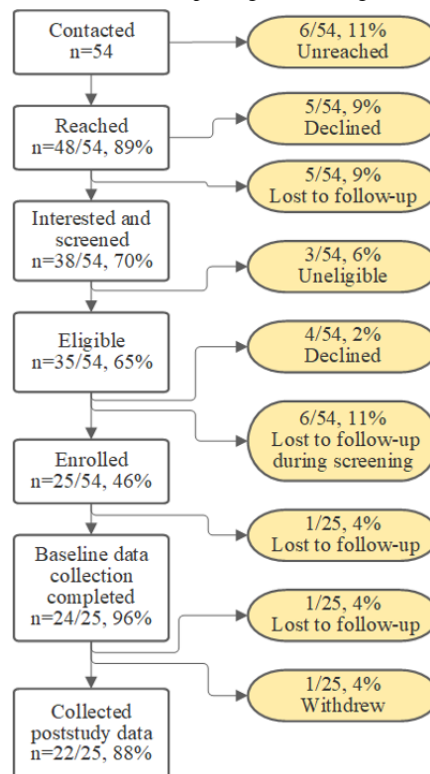 Contacted
n=54
6/54, 11%
Unreached
Reached
n=48/54, 89%
5/54, 9%
Declined
5/54, 9%
Lost to follow-up
Interested and
screened
n=38/54, 70%
3/54, 6%
Uneligible
Eligible
n=35/54, 65%
4/54, 2%
Declined
6/54, 11%
Lost to follow-up
during screening
Enrolled
n=25/54, 46%
1/25, 4%
Lost to follow-up
Baseline data
collection
completed
n=24/25, 96%
1/25, 4%
Lost to follow-up
1/25, 4%
Withdrew
Collected
poststudy data
n=22/25, 88%